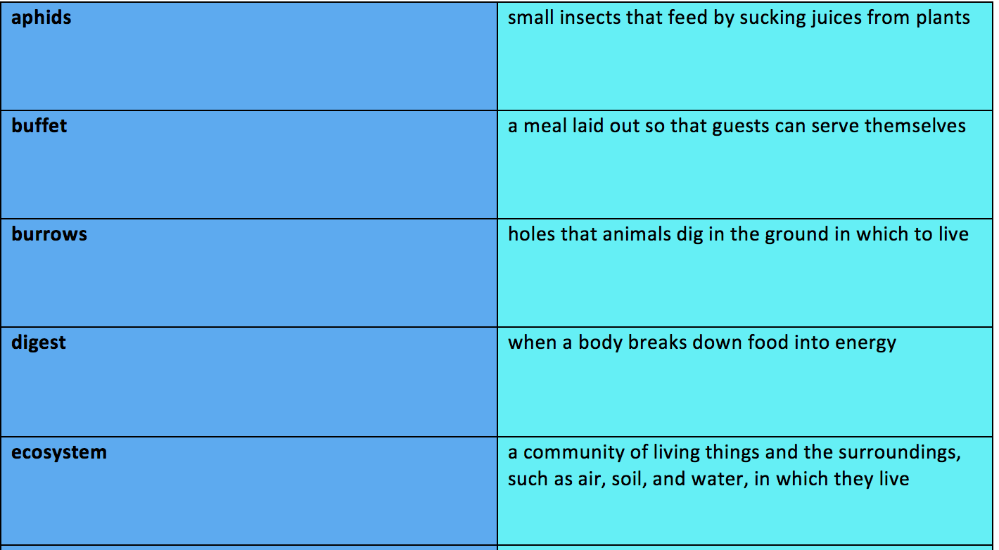 aphids
small insects that feed by sucking juices from plants
buffet
a meal laid out so that guests can serve themselves
burrows
holes that animals dig in the ground in which to live
digest
when a body breaks down food into energy
ecosystem
a community of living things and the surroundings,
such as air, soil, and water, in which they live